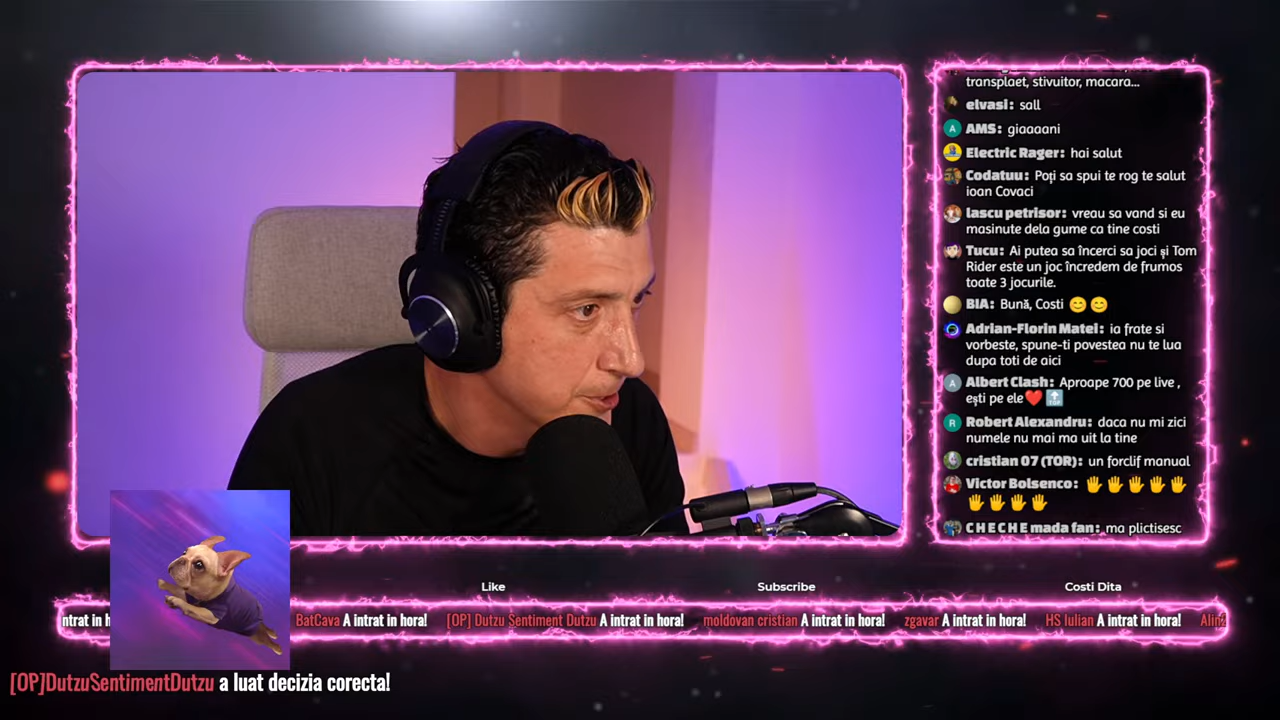 transplaet, stivuitor, macara...
elvasi: sall
A AMS: giaaaani
Electric Rager: hai salut
Codatuu: Poți sa spui te rog te salut
ioan Covaci
Iascu petrisor: vreau sa vand si eu
masinute dela gume ca tine costi
Tucu: Ai putea sa încerci sa joci și Tom
Rider este un joc încredem de frumos
toate 3 jocurile.
BIA: Bună, Costi 😊 😊
Adrian-Florin Matei: ia frate si
vorbeste, spune-ti povestea nu te lua
dupa toti de aici
A Albert Clash: Aproape 700 pe live ,
ești pe ele❤️ 🔝
R Robert Alexandru: daca nu mi zici
numele nu mai ma uit la tine
cristian 07 (TOR): un forclif manual
Victor Bolsenco: 🖐🖐🖐🖐🖐
🖐🖐🖐🖐
C H E C H E mada fan: ma plictisesc
Like Subscribe Costi Dita
ntrat in h BatCava A intrat in hora! [OP] Dutzu Sentiment Dutzu A intrat in hora! moldovan cristian A intrat in hora! zgavar A intrat in hora! HS Iulian A intrat in hora!
[OP]DutzuSentimentDutzu a luat decizia corecta!